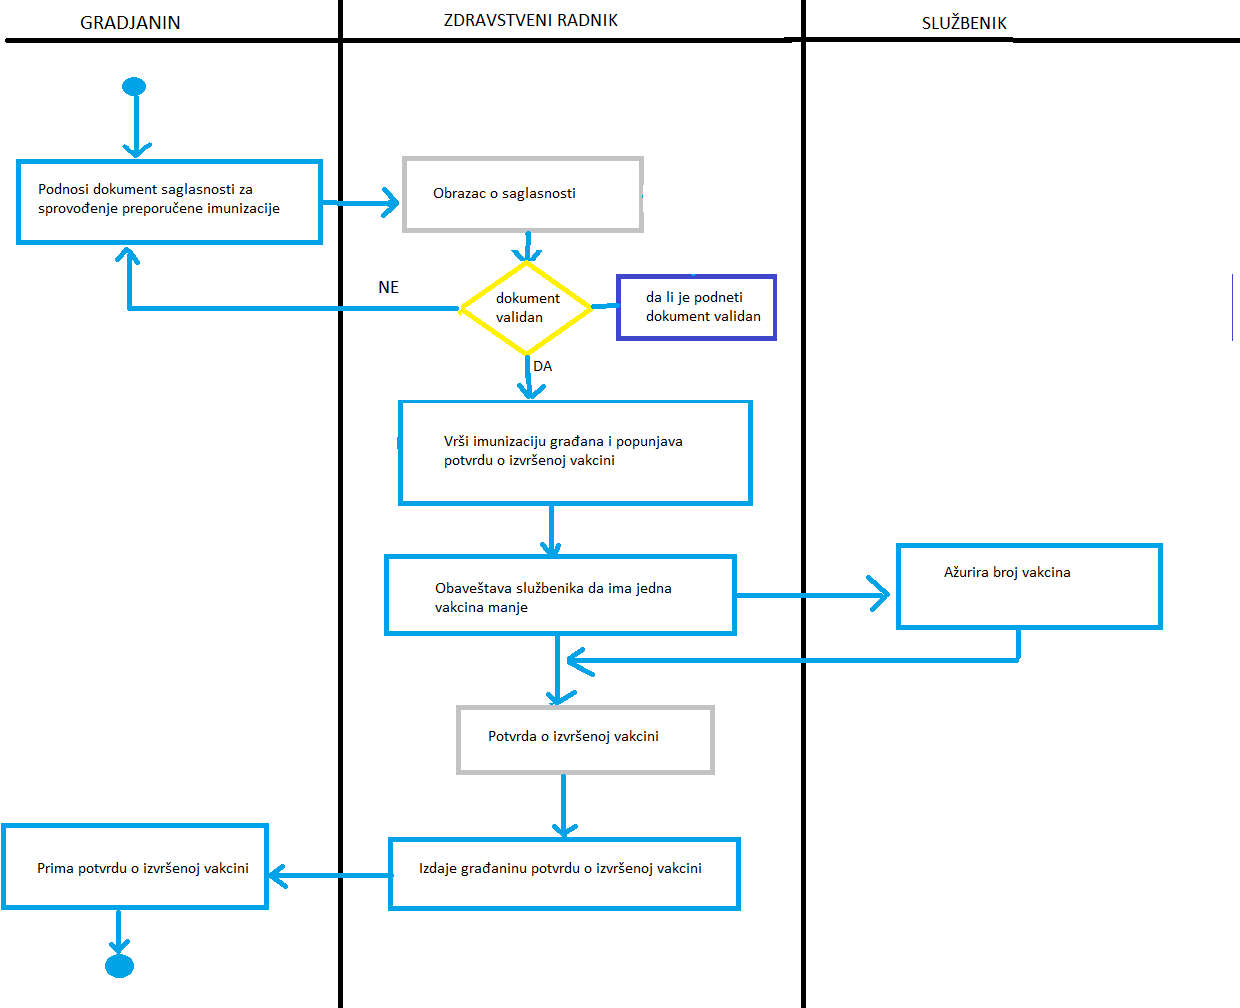 GRADJANIN
ZDRAVSTVENI RADNIK
SLUŽBENIK
Podnosi dokument saglasnosti za
sprovođenje preporučene imunizacije
Obrazac o saglasnosti
NE
dokument
validan
da li je podneti
dokument validan
DA
Vrši imunizaciju građana i popunjava
potvrdu o izvršenoj vakcini
Obaveštava službenika da ima jedna
vakcina manje
Ažurira broj vakcina
Potvrda o izvršenoj vakcini
Prima potvrdu o izvršenoj vakcini
Izdaje građaninu potvrdu o izvršenoj vakcini